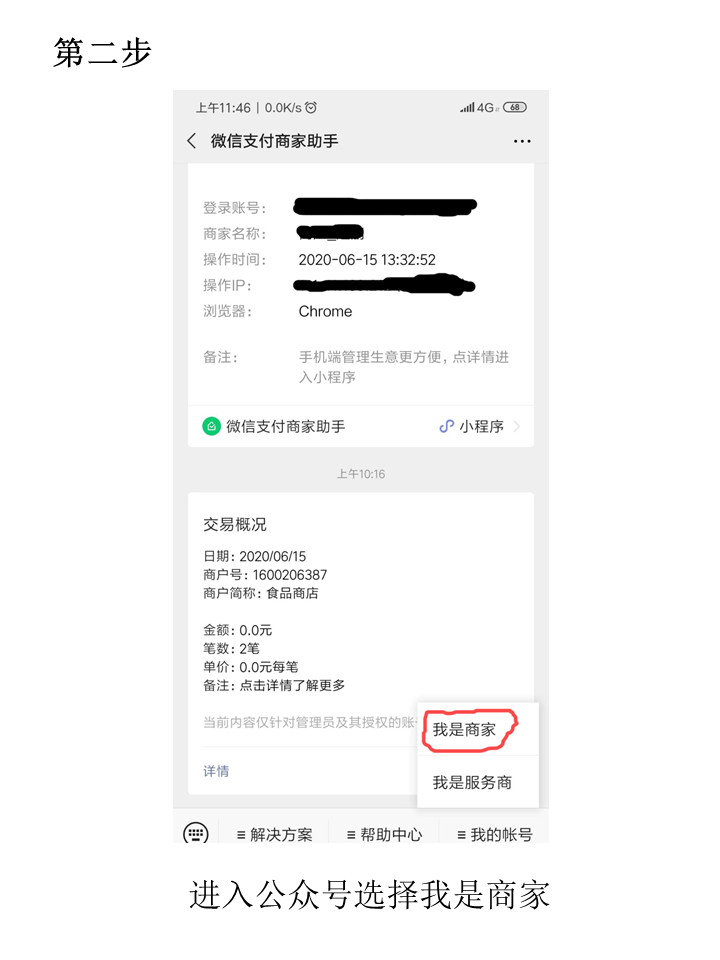 第二步
上午11:46 | 0.0K/s
4G 68
微信支付商家助手
登录账号：
商家名称：
操作时间： 2020-06-15 13:32:52
操作IP：
浏览器： Chrome
备注： 手机端管理生意更方便，点详情进
入小程序
微信支付商家助手 小程序
上午10:16
交易概况
日期：2020/06/15
商户号：1600206387
商户简称：食品商店
金额：0.0元
笔数：2笔
单价：0.0元每笔
备注：点击详情了解更多
当前内容仅针对管理员及其授权的账
我是商家
详情
我是服务商
解决方案 帮助中心 我的帐号
进入公众号选择我是商家